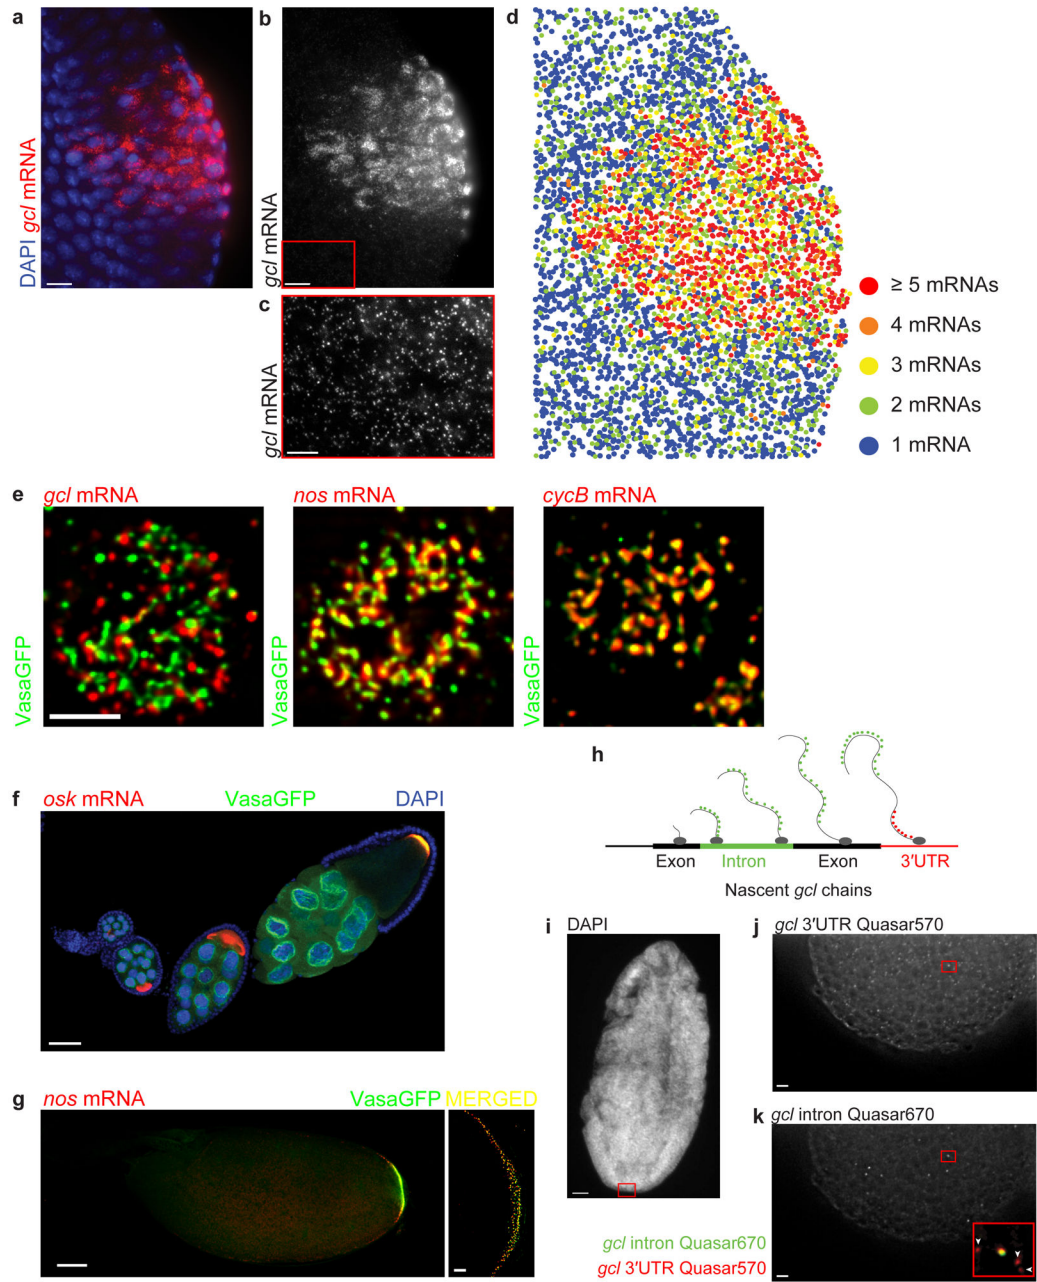 a
DAPI gcl mRNA
b
gcl mRNA
c
gcl mRNA
d
≥ 5 mRNAs
4 mRNAs
3 mRNAs
2 mRNAs
1 mRNA
e
gcl mRNA
VasaGFP
nos mRNA
VasaGFP
cycB mRNA
VasaGFP
f
osk mRNA VasaGFP DAPI
g
nos mRNA VasaGFP MERGED
h
Exon Intron Exon 3'UTR
Nascent gcl chains
i DAPI
gcl intron Quasar670
gcl 3'UTR Quasar570
j gcl 3'UTR Quasar570
k gcl intron Quasar670